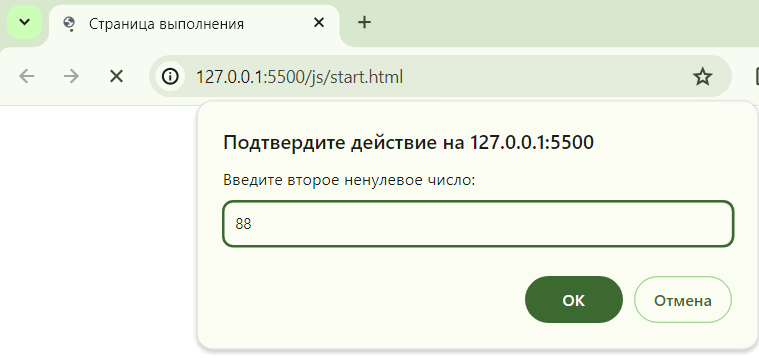 Страница выполнения
127.0.0.1:5500/js/start.html
Подтвердите действие на 127.0.0.1:5500
Введите второе ненулевое число:
88
ОК
Отмена